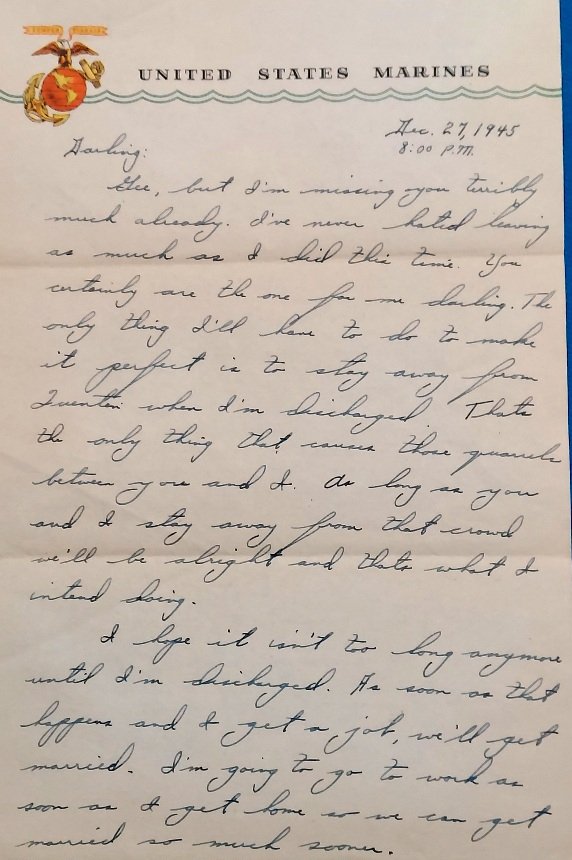 UNITED STATES MARINES
Dec. 27, 1945
8:00 P.M.
Darling:
Gee, but I'm missing you terribly
much already. I've never hated leaving
as much as I did this time. You
certainly are the one for me darling. The
only thing I'll have to do to make
it perfect is to stay away from
Quentin when I'm discharged. Thats
the only thing that causes those quarrels
between you and I. As long as you
and I stay away from that crowd
we'll be alright and thats what I
intend doing.
I hope it isn't too long anymore
until I'm discharged. As soon as that
happens and I get a job, we'll get
married. I'm going to go to work as
soon as I get home so we can get
married so much sooner.